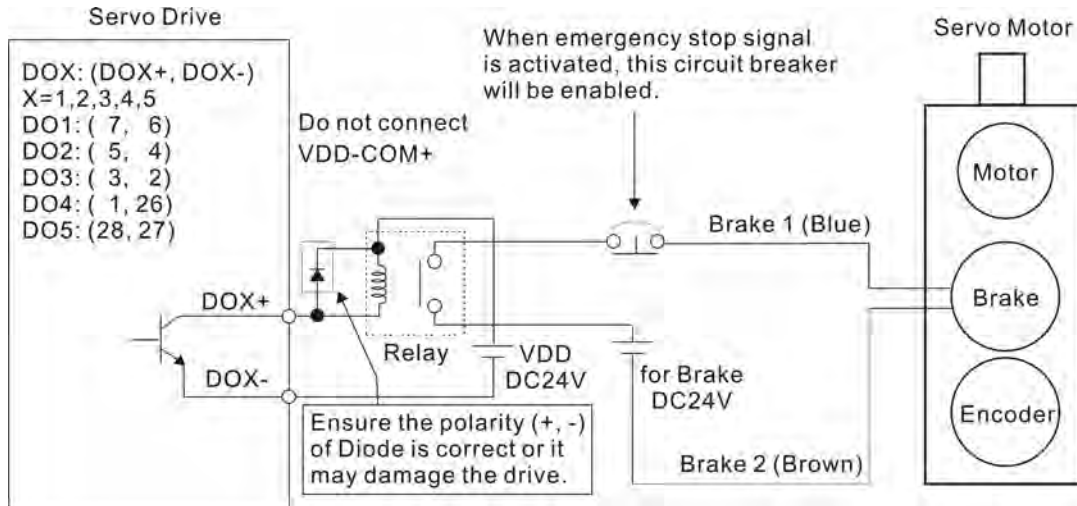 Servo Drive
DOX: (DOX+, DOX-)
X=1,2,3,4,5
DO1: ( 7, 6)
DO2: ( 5, 4)
DO3: ( 3, 2)
DO4: ( 1, 26)
DO5: (28, 27)
Do not connect
VDD-COM+
When emergency stop signal
is activated, this circuit breaker
will be enabled.
Servo Motor
Motor
Brake 1 (Blue)
Brake
DOX+
Relay
VDD
DC24V
for Brake
DC24V
DOX-
Encoder
Ensure the polarity (+, -)
of Diode is correct or it
may damage the drive.
Brake 2 (Brown)